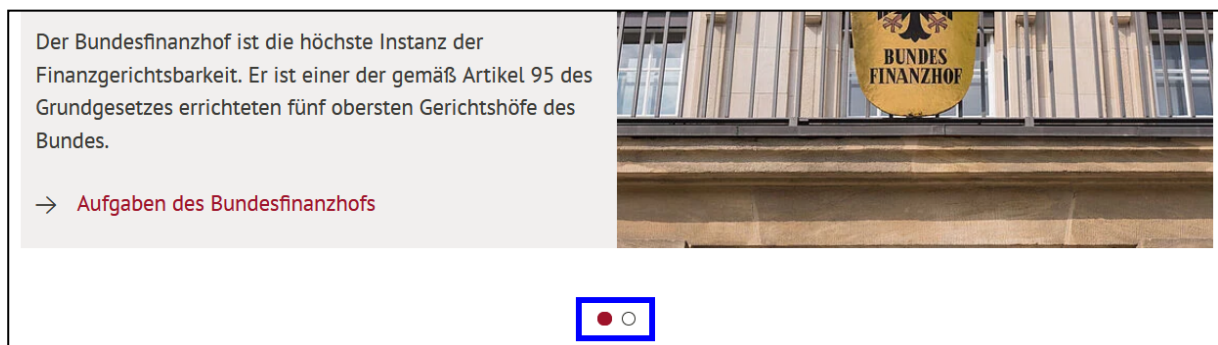 Der Bundesfinanzhof ist die höchste Instanz der
Finanzgerichtsbarkeit. Er ist einer der gemäß Artikel 95 des
Grundgesetzes errichteten fünf obersten Gerichtshöfe des
Bundes.
→ Aufgaben des Bundesfinanzhofs
BUNDES
FINANZHOF